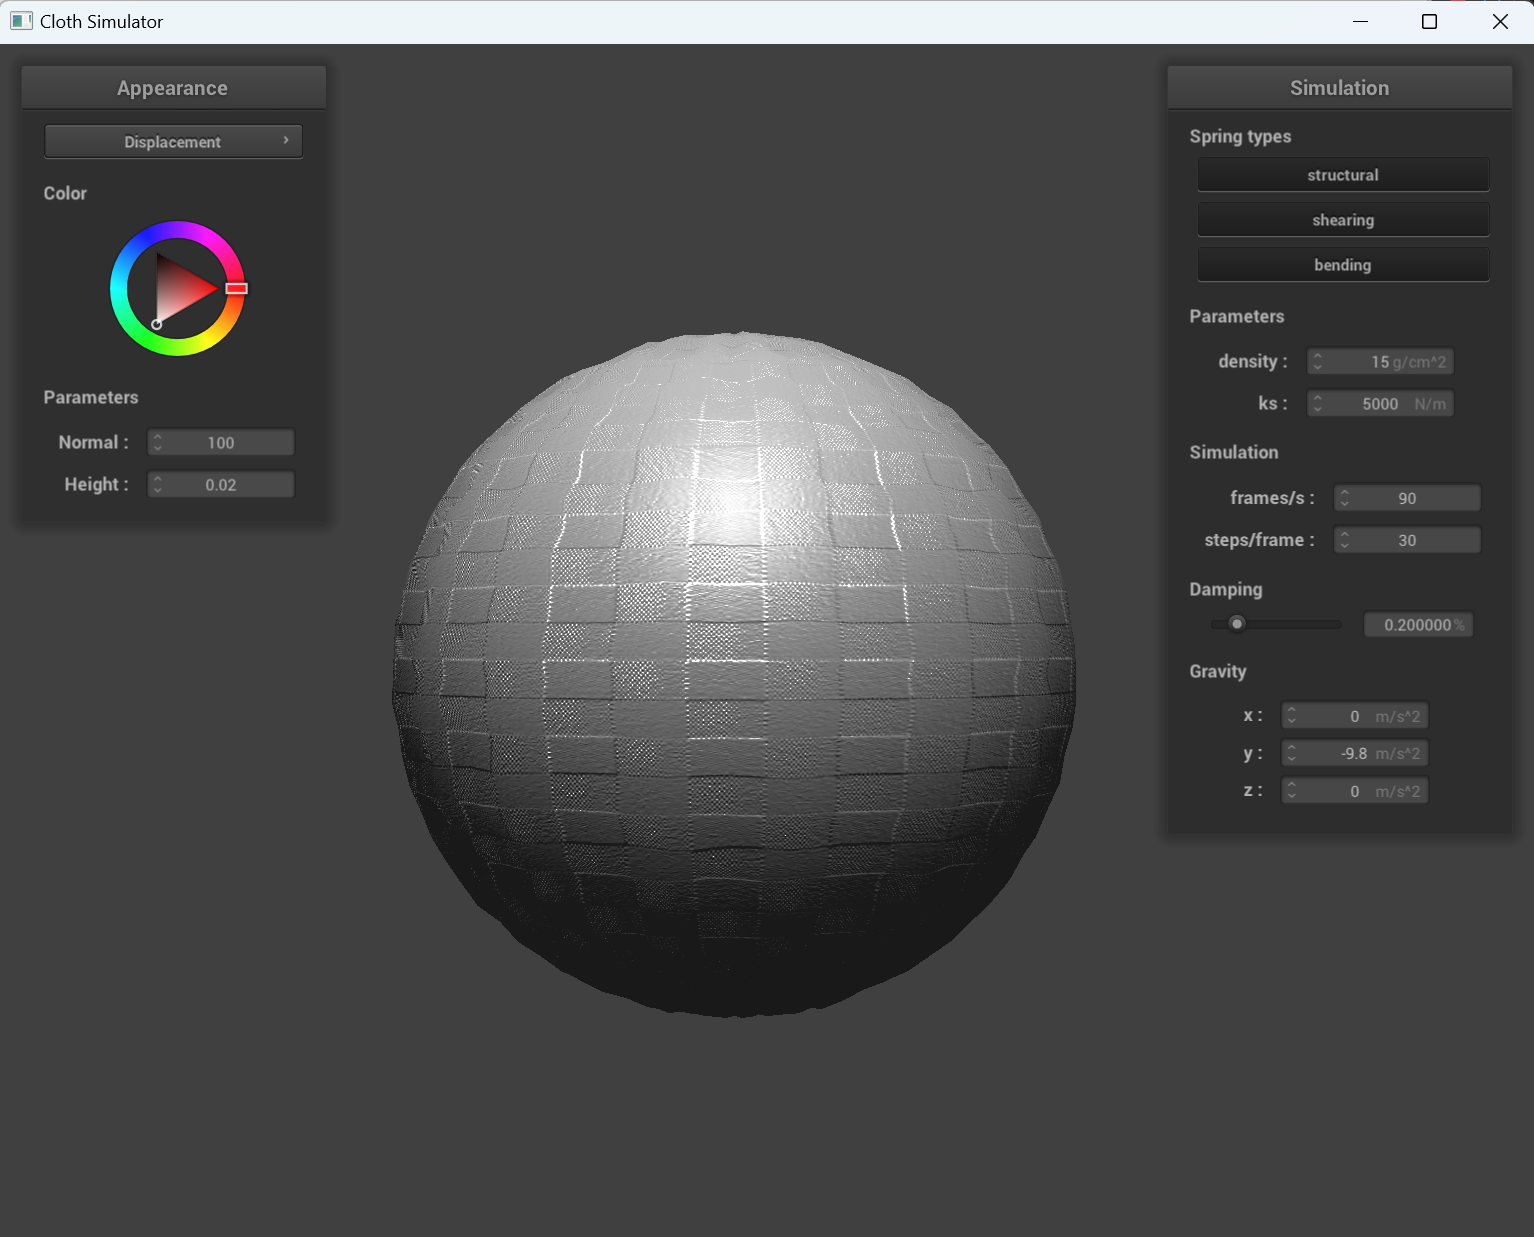 Cloth Simulator
Appearance
Displacement
Color
Parameters
Normal : 100
Height : 0.02
Simulation
Spring types
structural
shearing
bending
Parameters
density : 15 g/cm^2
ks : 5000 N/m
Simulation
frames/s : 90
steps/frame : 30
Damping
0.200000 %
Gravity
x : 0 m/s^2
y : -9.8 m/s^2
z : 0 m/s^2